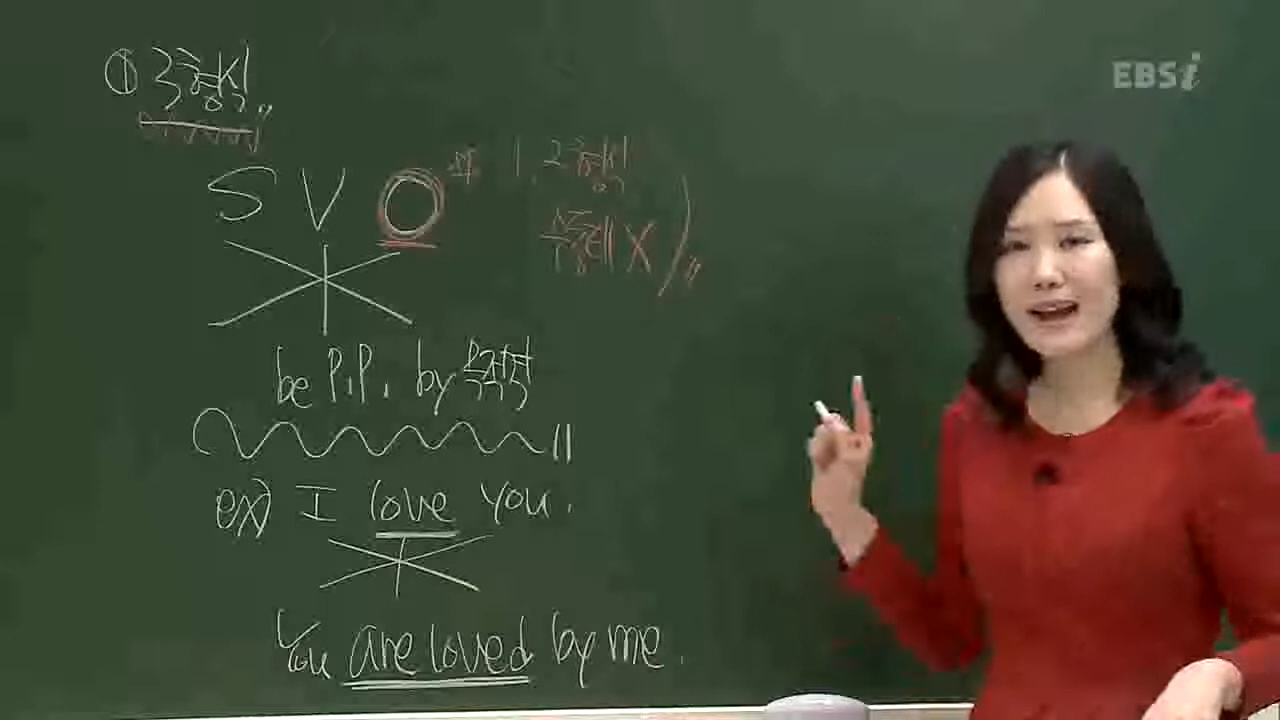 ① 3형식
EBSi
S V O 1, 2형식
수동태 X )
be P.P. by 목적격
ex) I love you.
You are loved by me.